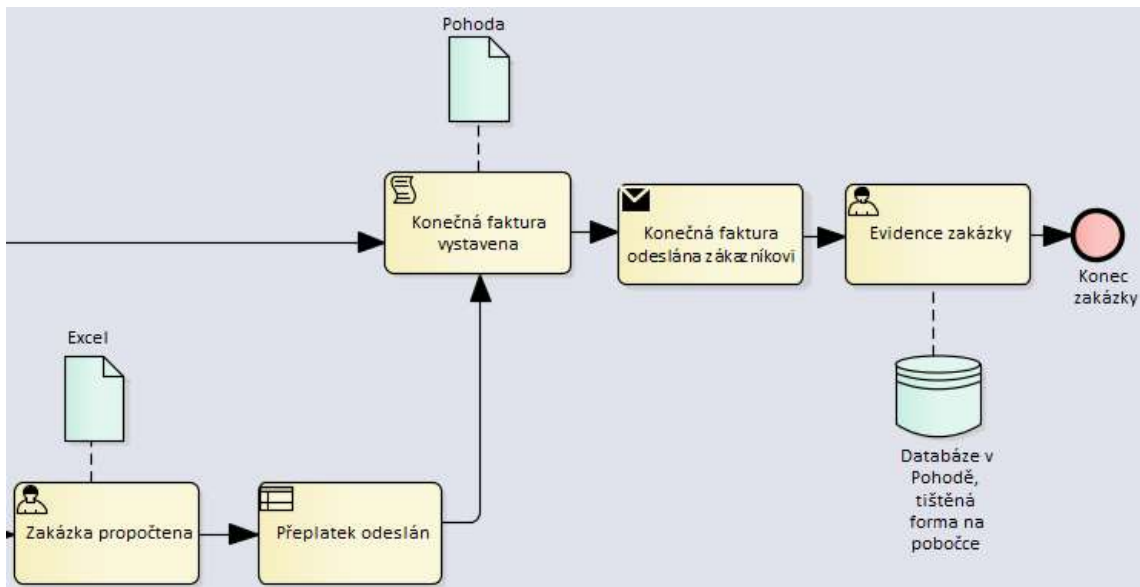 Pohoda
Konečná faktura
vystavena
Konečná faktura
odeslána zákazníkovi
Evidence zakázky
Konec
zakázky
Excel
Zakázka propočtena
Přeplatek odeslán
Databáze v
Pohodě,
tištěná
forma na
pobočce